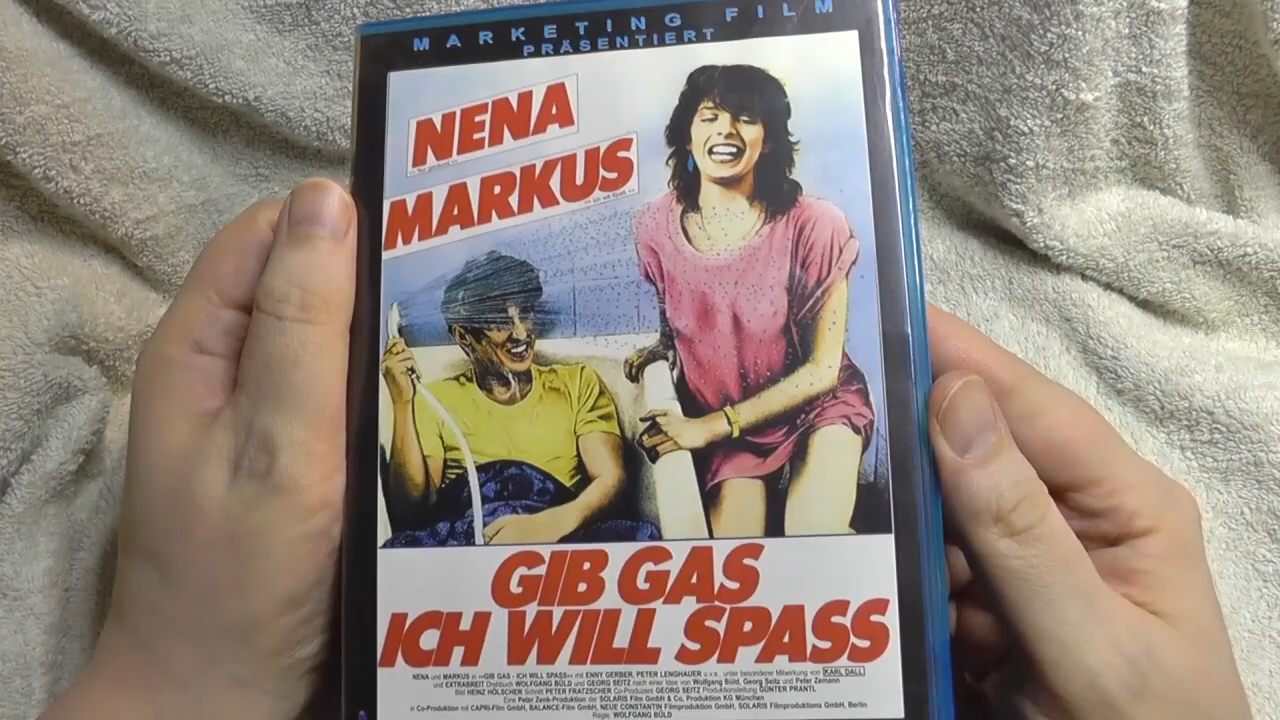 MARKETING FILM
PRÄSENTIERT
NENA
MARKUS
»» Ich will Spaß ««
GIB GAS
ICH WILL SPASS
NENA und MARKUS in »»GIB GAS - ICH WILL SPASS«« mit ENNY GERBER, PETER LENGHAUER u.v.a., unter besonderer Mitwirkung von KARL DALL
und EXTRABREIT Drehbuch WOLFGANG BÜLD und GEORG SEITZ nach einer Idee von Wolfgang Büld, Georg Seitz und Peter Zemann
Bild HEINZ HÖLSCHER Schnitt PETER FRATZSCHER Co-Produzent GEORG SEITZ Produktionsleitung GÜNTER PRANTL
Eine Peter Zenk-Produktion der SOLARIS Film GmbH & Co. Produktion KG München
in Co-Produktion mit CAPRI-Film GmbH, BALANCE-Film GmbH, NEUE CONSTANTIN Filmproduktion GmbH, SOLARIS Filmproduktions GmbH, Berlin
Regie: WOLFGANG BÜLD